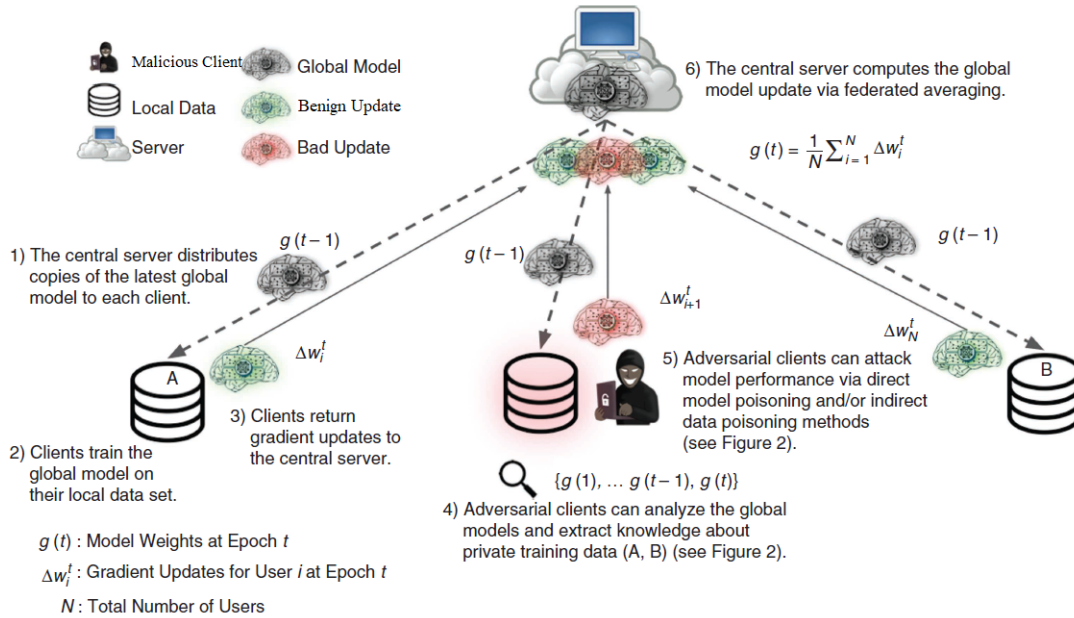 Malicious Client
Global Model
Local Data
Benign Update
Server
Bad Update
6) The central server computes the global
model update via federated averaging.
g (t) = 1/N ∑_{i = 1}^{N} Δw_i^t
1) The central server distributes
copies of the latest global
model to each client.
g (t – 1)
g (t – 1)
g (t – 1)
Δw_i^t
Δw_{i+1}^t
Δw_N^t
A
B
2) Clients train the
global model on
their local data set.
3) Clients return
gradient updates to
the central server.
5) Adversarial clients can attack
model performance via direct
model poisoning and/or indirect
data poisoning methods
(see Figure 2).
{g (1), … g (t – 1), g (t)}
4) Adversarial clients can analyze the global
models and extract knowledge about
private training data (A, B) (see Figure 2).
g (t) : Model Weights at Epoch t
Δw_i^t : Gradient Updates for User i at Epoch t
N : Total Number of Users